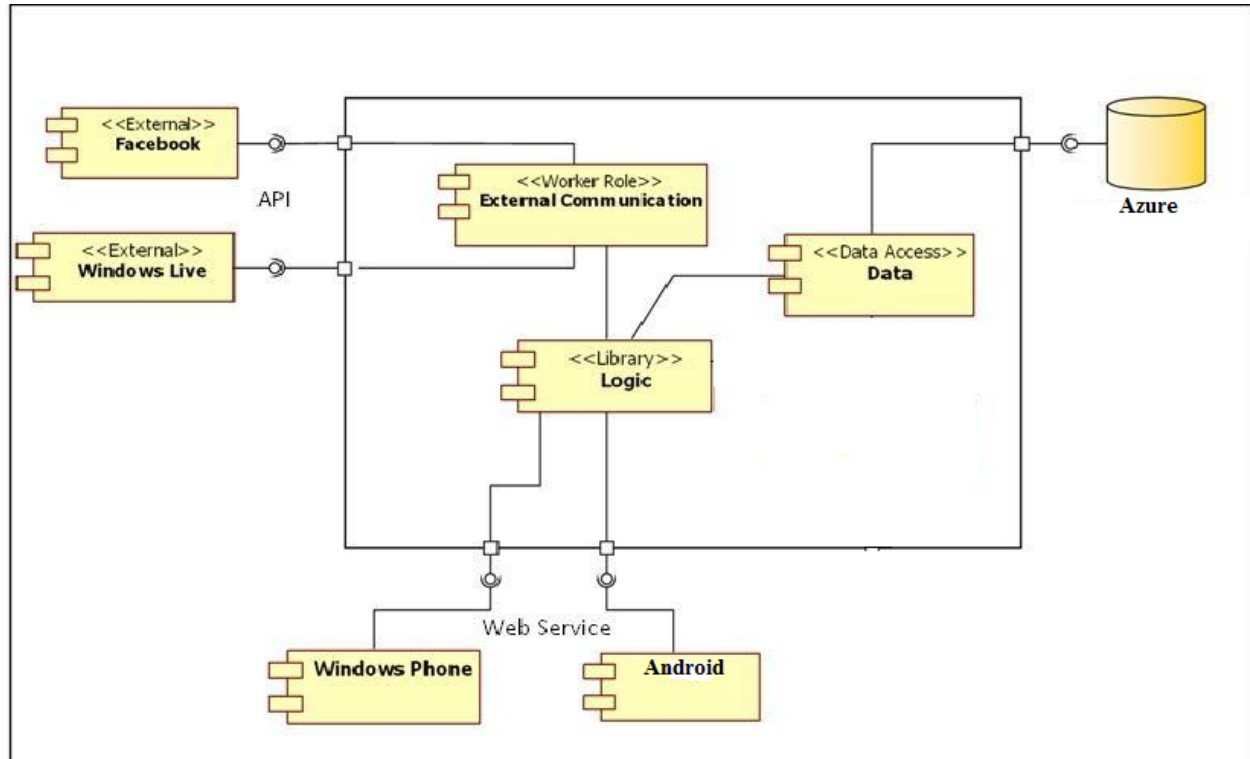 <<External>>
Facebook
API
<<External>>
Windows Live
<<Worker Role>>
External Communication
Azure
<<Data Access>>
Data
<<Library>>
Logic
Web Service
Windows Phone
Android